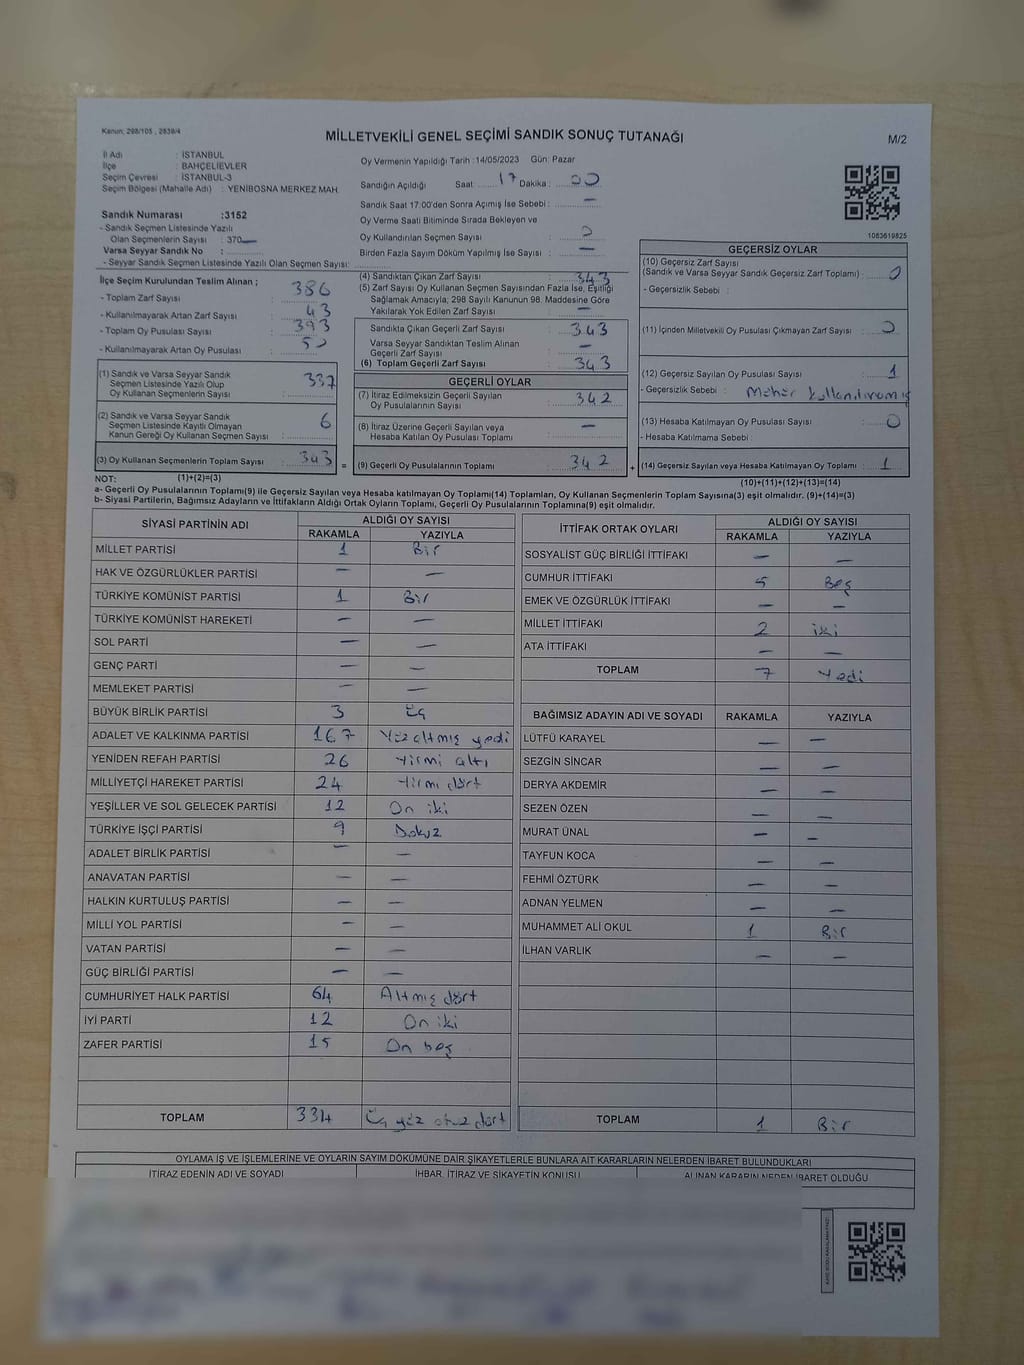 Kanun; 298/105 , 2839/4
MİLLETVEKİLİ GENEL SEÇİMİ SANDIK SONUÇ TUTANAĞI
M/2
İl Adı : İSTANBUL
İlçe : BAHÇELİEVLER
Seçim Çevresi : İSTANBUL-3
Seçim Bölgesi (Mahalle Adı) : YENİBOSNA MERKEZ MAH.
Sandık Numarası :3152
- Sandık Seçmen Listesinde Yazılı
Olan Seçmenlerin Sayısı : 370
Varsa Seyyar Sandık No :
- Seyyar Sandık Seçmen Listesinde Yazılı Olan Seçmen Sayısı:
Oy Vermenin Yapıldığı Tarih : 14/05/2023 Gün: Pazar
Sandığın Açıldığı Saat 17 Dakika : 00
Sandık Saat 17:00'den Sonra Açımış İse Sebebi : —
Oy Verme Saati Bitiminde Sırada Bekleyen ve
Oy Kullandırılan Seçmen Sayısı : 0
Birden Fazla Sayım Döküm Yapılmış İse Sayısı : —
1083619825
İlçe Seçim Kurulundan Teslim Alınan ;
- Toplam Zarf Sayısı : 386
- Kullanılmayarak Artan Zarf Sayısı : 43
- Toplam Oy Pusulası Sayısı : 393
- Kullanılmayarak Artan Oy Pusulası : 50
(1) Sandık ve Varsa Seyyar Sandık
Seçmen Listesinde Yazılı Olup
Oy Kullanan Seçmenlerin Sayısı : 337
(2) Sandık ve Varsa Seyyar Sandık
Seçmen Listesinde Kayıtlı Olmayan
Kanun Gereği Oy Kullanan Seçmen Sayısı : 6
(3) Oy Kullanan Seçmenlerin Toplam Sayısı : 343
(4) Sandıktan Çıkan Zarf Sayısı : 343
(5) Zarf Sayısı Oy Kullanan Seçmen Sayısından Fazla İse, Eşitliği
Sağlamak Amacıyla; 298 Sayılı Kanunun 98. Maddesine Göre
Yakılarak Yok Edilen Zarf Sayısı : —
Sandıkta Çıkan Geçerli Zarf Sayısı : 343
Varsa Seyyar Sandıktan Teslim Alınan
Geçerli Zarf Sayısı : —
(6) Toplam Geçerli Zarf Sayısı : 343
GEÇERLİ OYLAR
(7) İtiraz Edilmeksizin Geçerli Sayılan
Oy Pusulalarının Sayısı : 342
(8) İtiraz Üzerine Geçerli Sayılan veya
Hesaba Katılan Oy Pusulası Toplamı : —
= (9) Geçerli Oy Pusulalarının Toplamı : 342
GEÇERSİZ OYLAR
(10) Geçersiz Zarf Sayısı
(Sandık ve Varsa Seyyar Sandık Geçersiz Zarf Toplamı) : 0
- Geçersizlik Sebebi :
(11) İçinden Milletvekili Oy Pusulası Çıkmayan Zarf Sayısı : 0
(12) Geçersiz Sayılan Oy Pusulası Sayısı : 1
- Geçersizlik Sebebi : Mühür kullanılmamış
(13) Hesaba Katılmayan Oy Pusulası Sayısı : 0
- Hesaba Katılmama Sebebi :
+ (14) Geçersiz Sayılan veya Hesaba Katılmayan Oy Toplamı : 1
NOT: (1)+(2)=(3) (10)+(11)+(12)+(13)=(14)
a- Geçerli Oy Pusulalarının Toplamı(9) ile Geçersiz Sayılan veya Hesaba katılmayan Oy Toplamı(14) Toplamları, Oy Kullanan Seçmenlerin Toplam Sayısına(3) eşit olmalıdır. (9)+(14)=(3)
b- Siyasi Partilerin, Bağımsız Adayların ve İttifakların Aldığı Ortak Oyların Toplamı, Geçerli Oy Pusulalarının Toplamına(9) eşit olmalıdır.
SİYASİ PARTİNİN ADI ALDIĞI OY SAYISI
RAKAMLA YAZIYLA
MİLLET PARTİSİ 1 Bir
HAK VE ÖZGÜRLÜKLER PARTİSİ — —
TÜRKİYE KOMÜNİST PARTİSİ 1 Bir
TÜRKİYE KOMÜNİST HAREKETİ — —
SOL PARTİ — —
GENÇ PARTİ — —
MEMLEKET PARTİSİ — —
BÜYÜK BİRLİK PARTİSİ 3 Üç
ADALET VE KALKINMA PARTİSİ 167 Yüz altmış yedi
YENİDEN REFAH PARTİSİ 26 Yirmi altı
MİLLİYETÇİ HAREKET PARTİSİ 24 Yirmi dört
YEŞİLLER VE SOL GELECEK PARTİSİ 12 On iki
TÜRKİYE İŞÇİ PARTİSİ 9 Dokuz
ADALET BİRLİK PARTİSİ — —
ANAVATAN PARTİSİ — —
HALKIN KURTULUŞ PARTİSİ — —
MİLLİ YOL PARTİSİ — —
VATAN PARTİSİ — —
GÜÇ BİRLİĞİ PARTİSİ — —
CUMHURİYET HALK PARTİSİ 64 Altmış dört
İYİ PARTİ 12 On iki
ZAFER PARTİSİ 15 On beş
TOPLAM 334 Üç yüz otuz dört
İTTİFAK ORTAK OYLARI ALDIĞI OY SAYISI
RAKAMLA YAZIYLA
SOSYALİST GÜÇ BİRLİĞİ İTTİFAKI — —
CUMHUR İTTİFAKI 5 Beş
EMEK VE ÖZGÜRLÜK İTTİFAKI — —
MİLLET İTTİFAKI 2 iki
ATA İTTİFAKI — —
TOPLAM 7 Yedi
BAĞIMSIZ ADAYIN ADI VE SOYADI RAKAMLA YAZIYLA
LÜTFÜ KARAYEL — —
SEZGİN SİNCAR — —
DERYA AKDEMİR — —
SEZEN ÖZEN — —
MURAT ÜNAL — —
TAYFUN KOCA — —
FEHMİ ÖZTÜRK — —
ADNAN YELMEN — —
MUHAMMET ALİ OKUL 1 Bir
İLHAN VARLIK — —
TOPLAM 1 Bir
OYLAMA İŞ VE İŞLEMLERİNE VE OYLARIN SAYIM DÖKÜMÜNE DAİR ŞİKAYETLERLE BUNLARA AİT KARARLARIN NELERDEN İBARET BULUNDUKLARI
İTİRAZ EDENİN ADI VE SOYADI İHBAR, İTİRAZ VE ŞİKAYETİN KONUSU ALINAN KARARIN NEDEN İBARET OLDUĞU